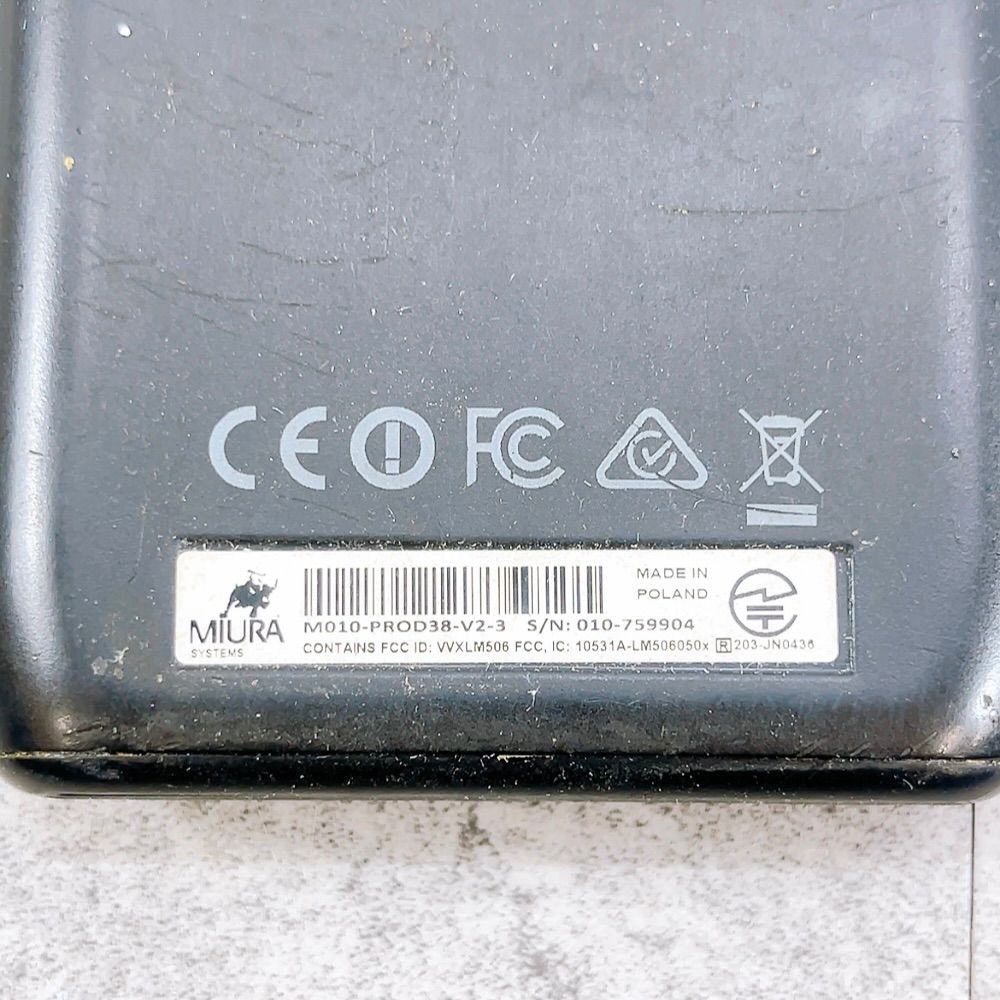 CE FC
MIURA
SYSTEMS
M010-PROD38-V2-3 S/N: 010-759904
MADE IN
POLAND
CONTAINS FCC ID: VVXLM506 FCC, IC: 10531A-LM506050x R 203-JN0436